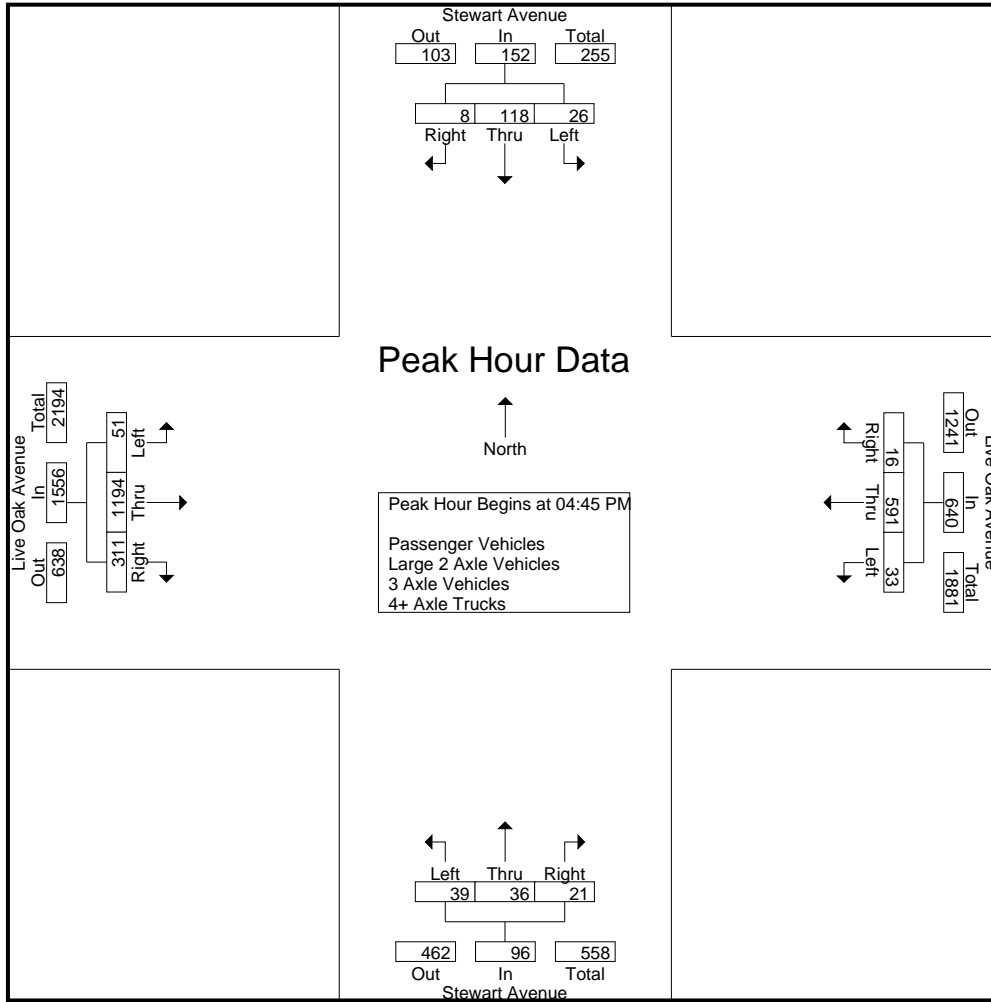 Stewart Avenue
Out In Total
103 152 255
8 118 26
Right Thru Left
Peak Hour Data
North
Peak Hour Begins at 04:45 PM
Passenger Vehicles
Large 2 Axle Vehicles
3 Axle Vehicles
4+ Axle Trucks
Live Oak Avenue
Out In Total
638 1556 2194
311 1194 51
Right Thru Left
Live Oak Avenue
Out In Total
1241 640 1881
16 591 33
Right Thru Left
Left Thru Right
39 36 21
462 96 558
Out In Total
Stewart Avenue